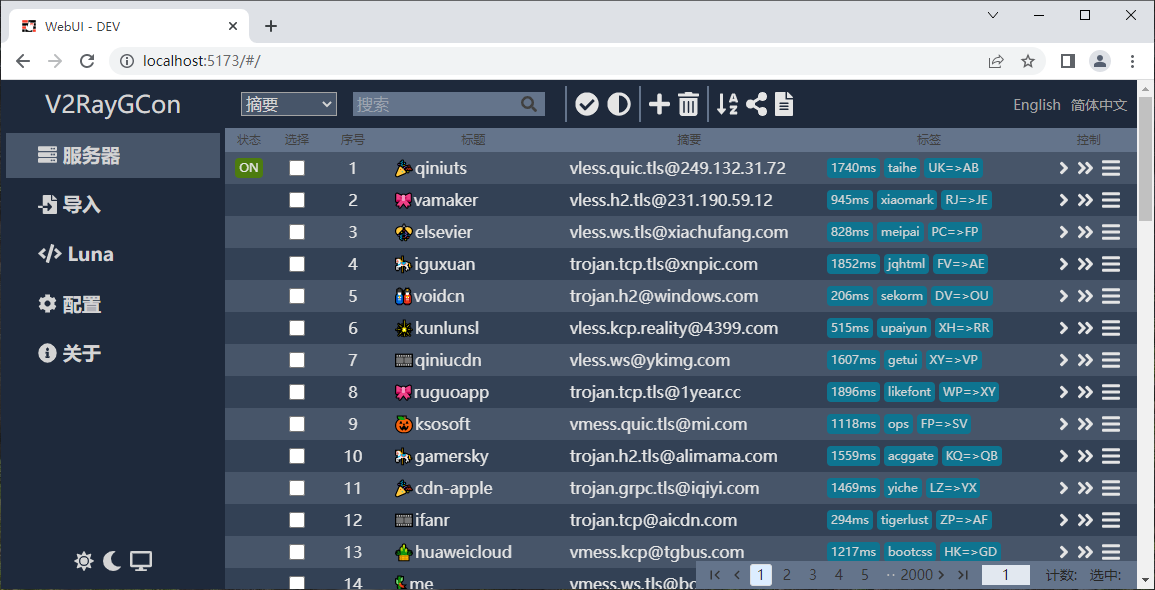 WebUI - DEV
localhost:5173/#/
V2RayGCon
摘要 搜索 English 简体中文
服务器
导入
Luna
配置
关于
状态 选择 序号 标题 摘要 标签 控制
ON 1 qiniuts vless.quic.tls@249.132.31.72 1740ms taihe UK=>AB
2 vamaker vless.h2.tls@231.190.59.12 945ms xiaomark RJ=>JE
3 elsevier vless.ws.tls@xiachufang.com 828ms meipai PC=>FP
4 iguxuan trojan.tcp.tls@xnpic.com 1852ms jqhtml FV=>AE
5 voidcn trojan.h2@windows.com 206ms sekorm DV=>OU
6 kunlunsl vless.kcp.reality@4399.com 515ms upaiyun XH=>RR
7 qiniucdn vless.ws@ykimg.com 1607ms getui XY=>VP
8 ruguoapp trojan.tcp.tls@1year.cc 1896ms likefont WP=>XY
9 ksosoft vmess.quic.tls@mi.com 1118ms ops FP=>SV
10 gamersky trojan.h2.tls@alimama.com 1559ms acggate KQ=>QB
11 cdn-apple trojan.grpc.tls@iqiyi.com 1469ms yiche LZ=>YX
12 ifanr trojan.tcp@aicdn.com 294ms tigerlust ZP=>AF
13 huaweicloud vmess.kcp@tgbus.com 1217ms bootcss HK=>GD
14 me vmess.ws.tls@
1 2 3 4 5 ·· 2000 1 计数: 选中: